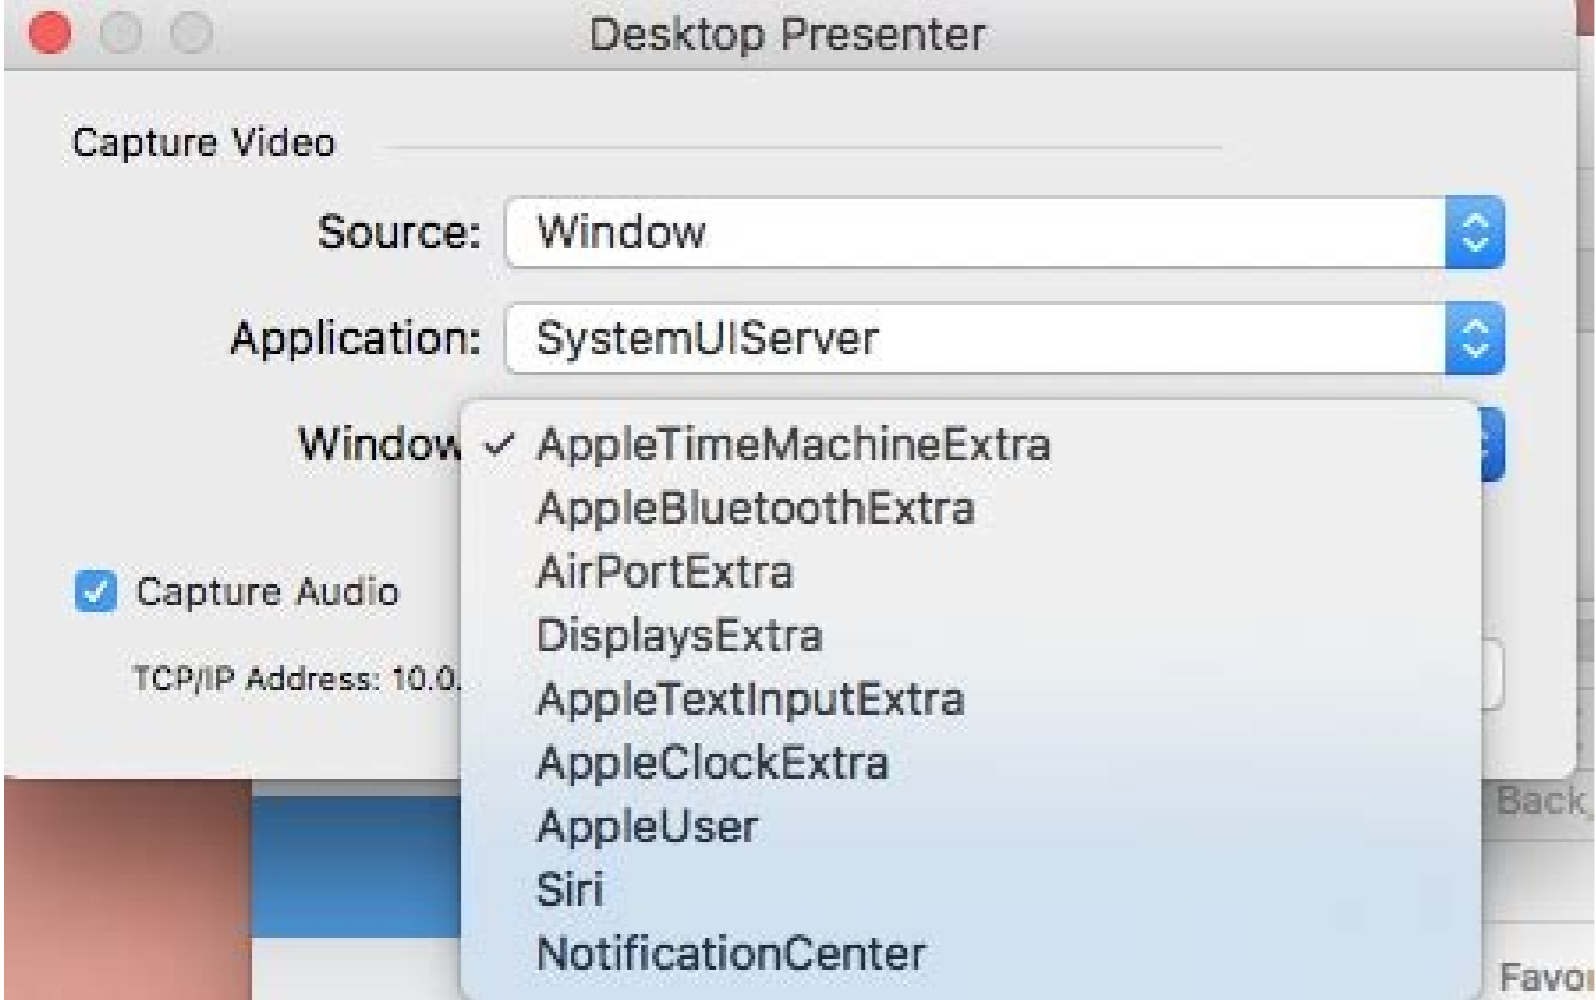 Desktop Presenter
Capture Video
Source: Window
Application: SystemUIServer
Window ✓ AppleTimeMachineExtra
AppleBluetoothExtra
AirPortExtra
DisplaysExtra
AppleTextInputExtra
AppleClockExtra
AppleUser
Siri
NotificationCenter
Capture Audio
TCP/IP Address: 10.0.
Back
Favor